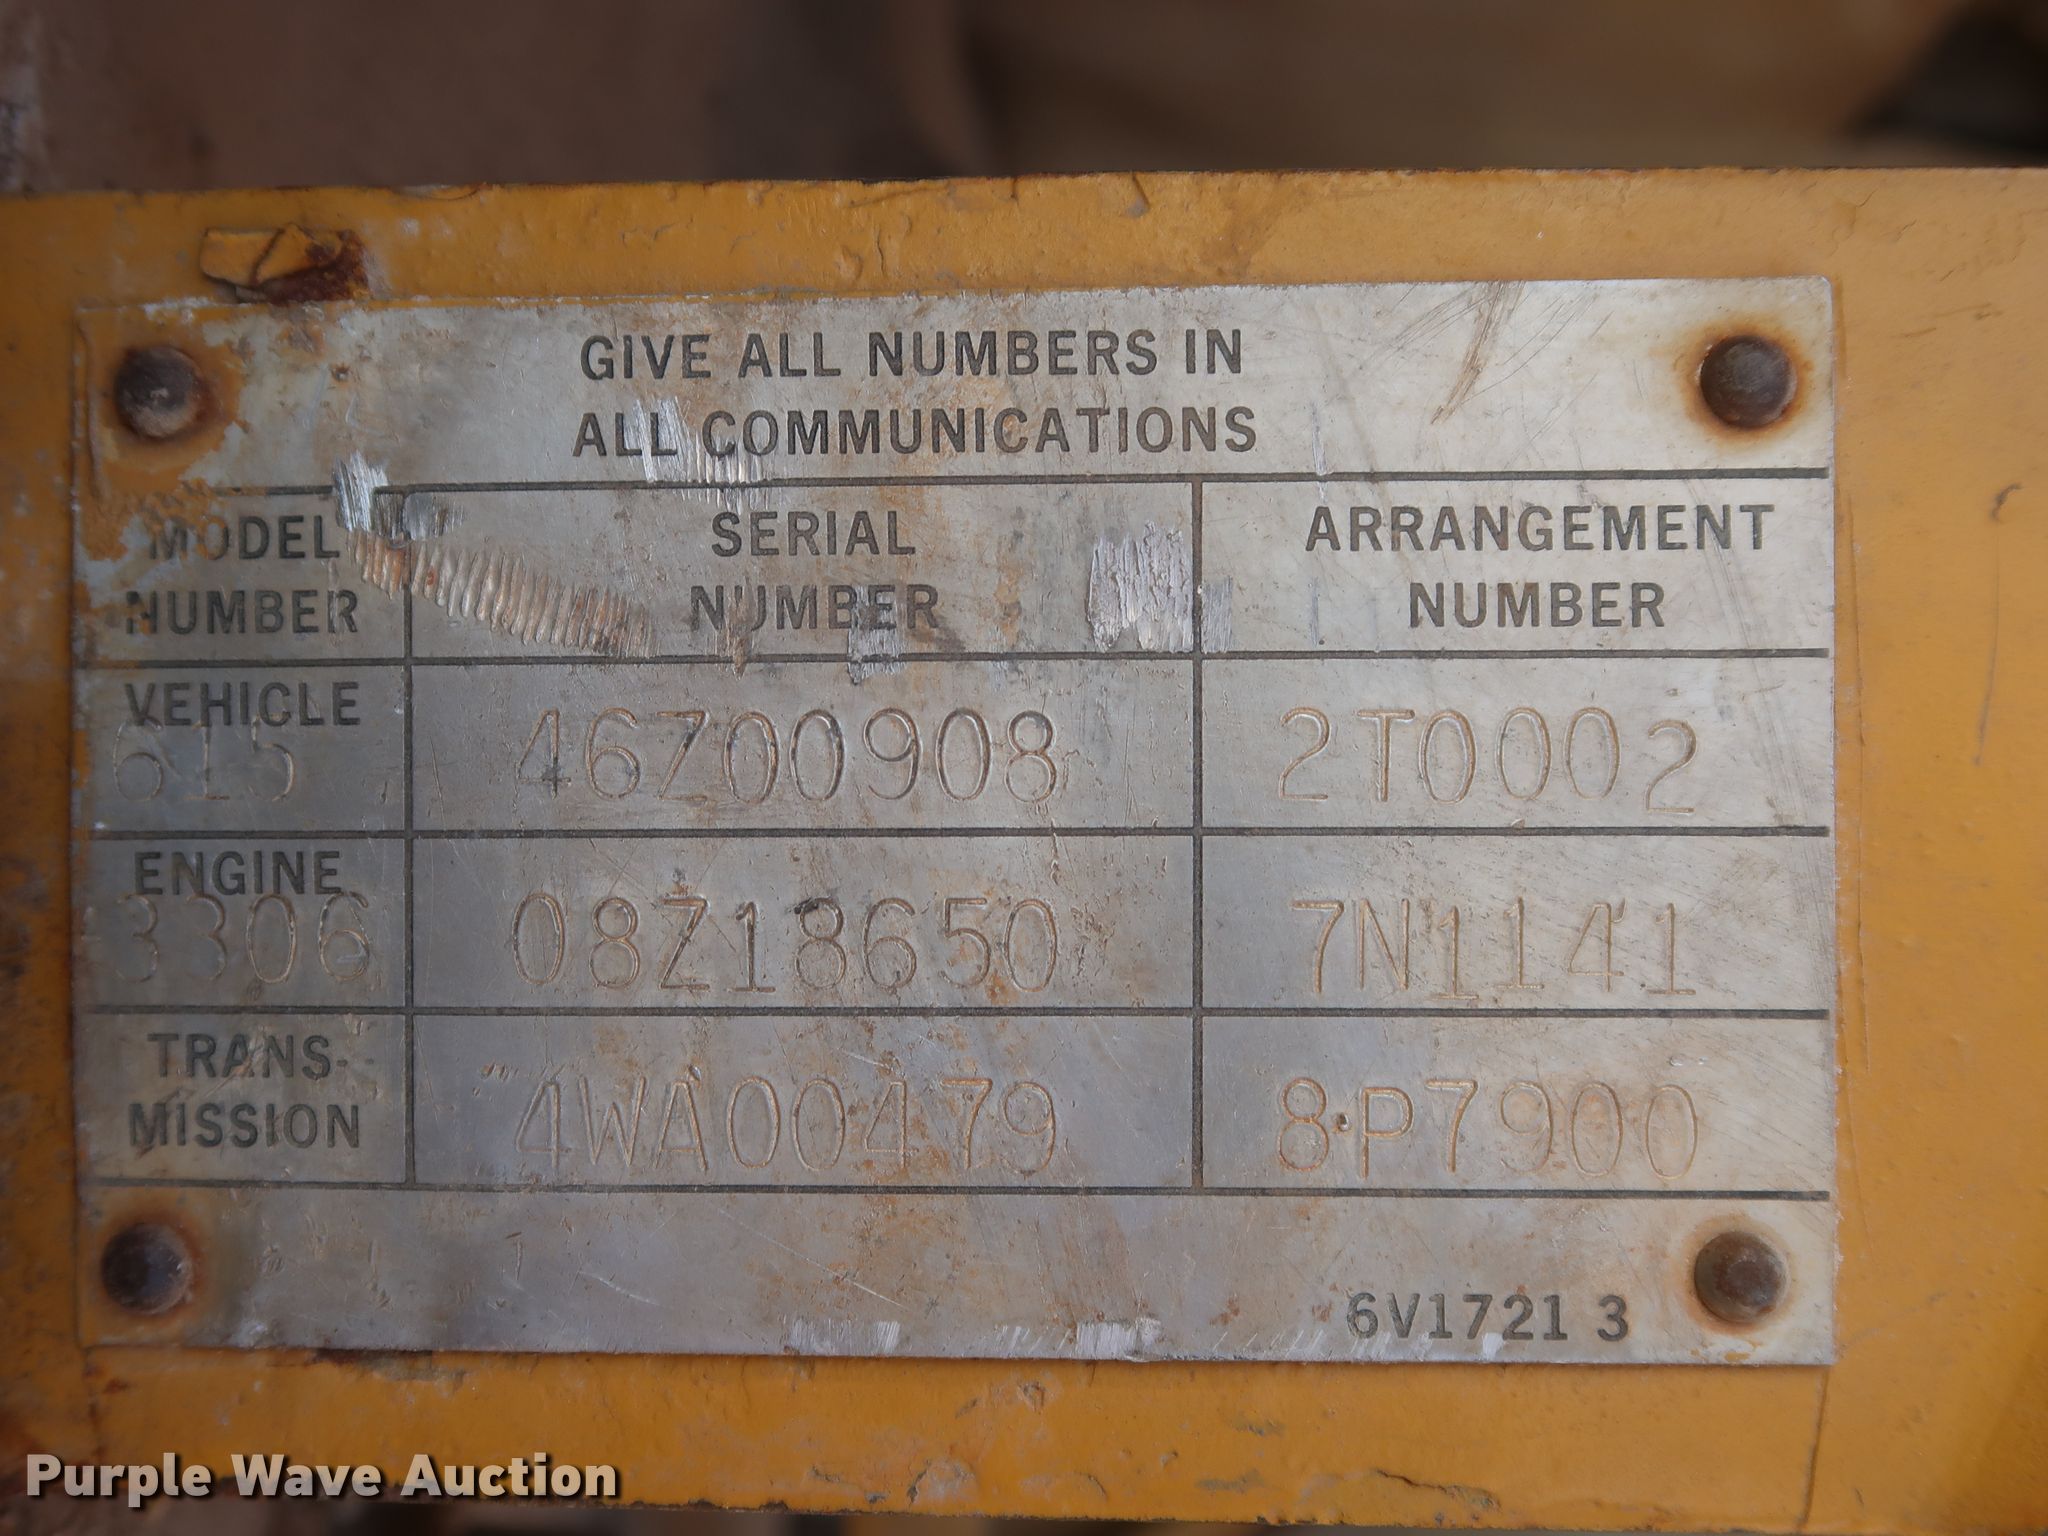 GIVE ALL NUMBERS IN
ALL COMMUNICATIONS
MODEL NUMBER
SERIAL NUMBER
ARRANGEMENT NUMBER
VEHICLE
615 46Z00908 2T0002
ENGINE
3306 08Z18650 7N1141
TRANS-
MISSION
4WA00479 8P7900
6V1721 3
Purple Wave Auction